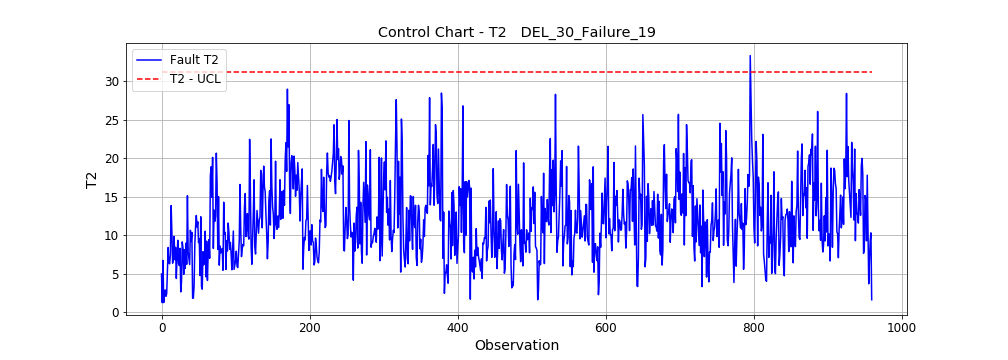 Control Chart - T2   DEL_30_Failure_19
Fault T2
T2 - UCL
T2
30
25
20
15
10
5
0
0 200 400 600 800 1000
Observation